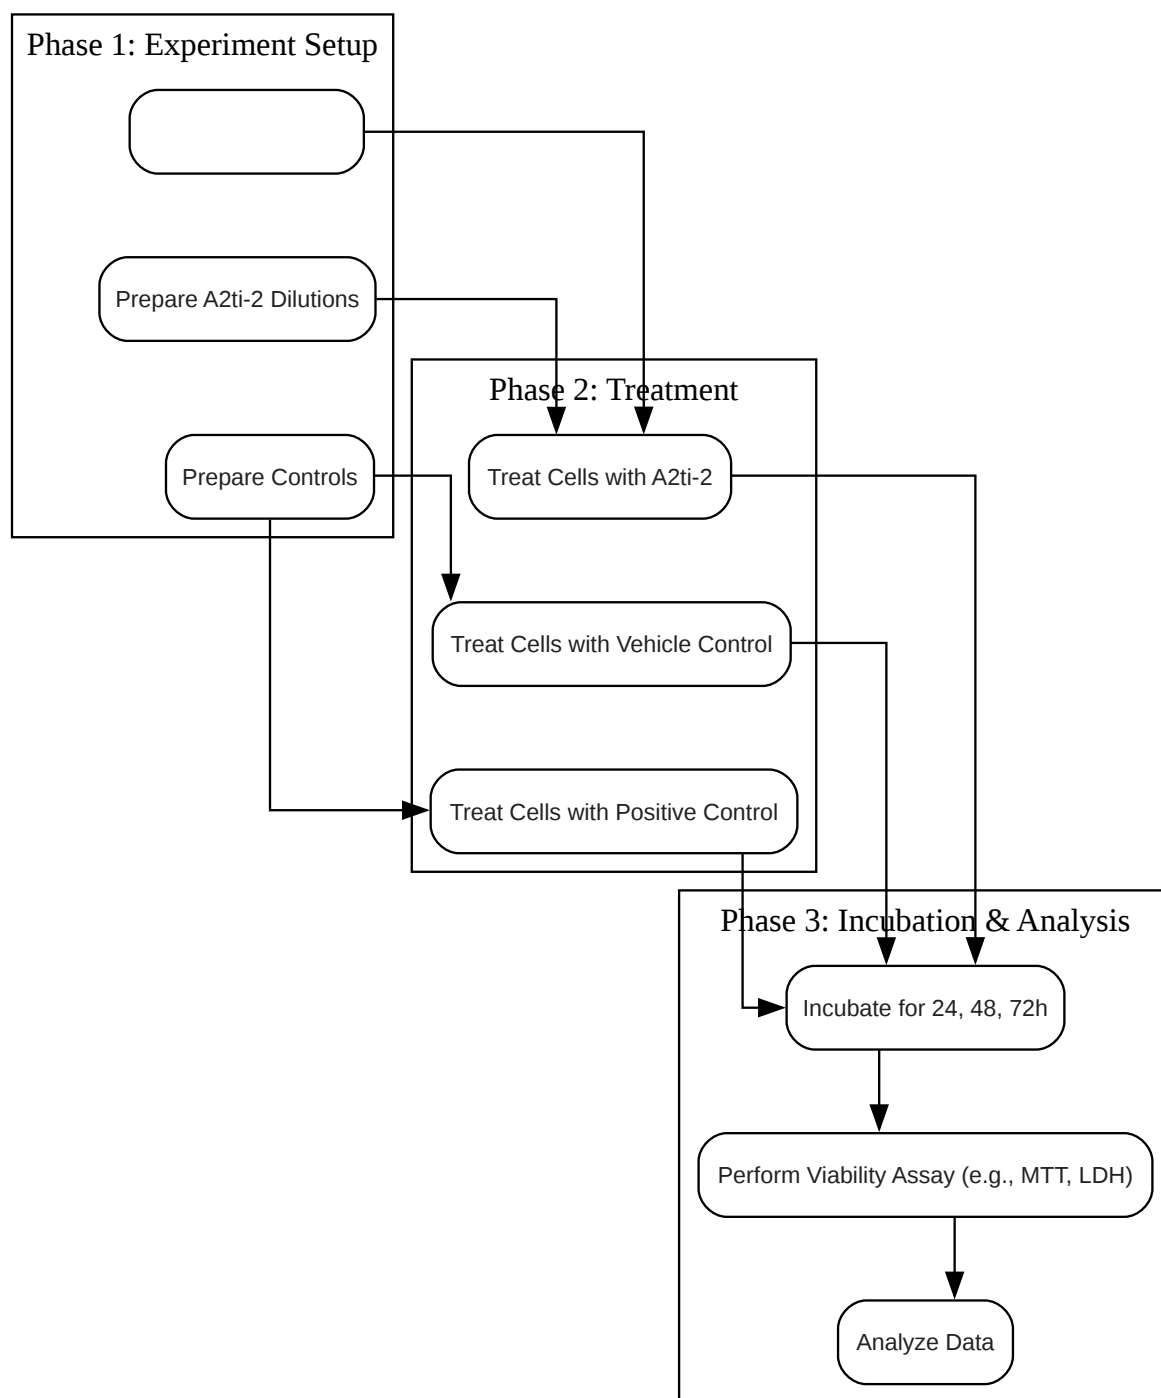 Phase 1: Experiment Setup
Prepare A2ti-2 Dilutions
Prepare Controls
Phase 2: Treatment
Treat Cells with A2ti-2
Treat Cells with Vehicle Control
Treat Cells with Positive Control
Phase 3: Incubation & Analysis
Incubate for 24, 48, 72h
Perform Viability Assay (e.g., MTT, LDH)
Analyze Data